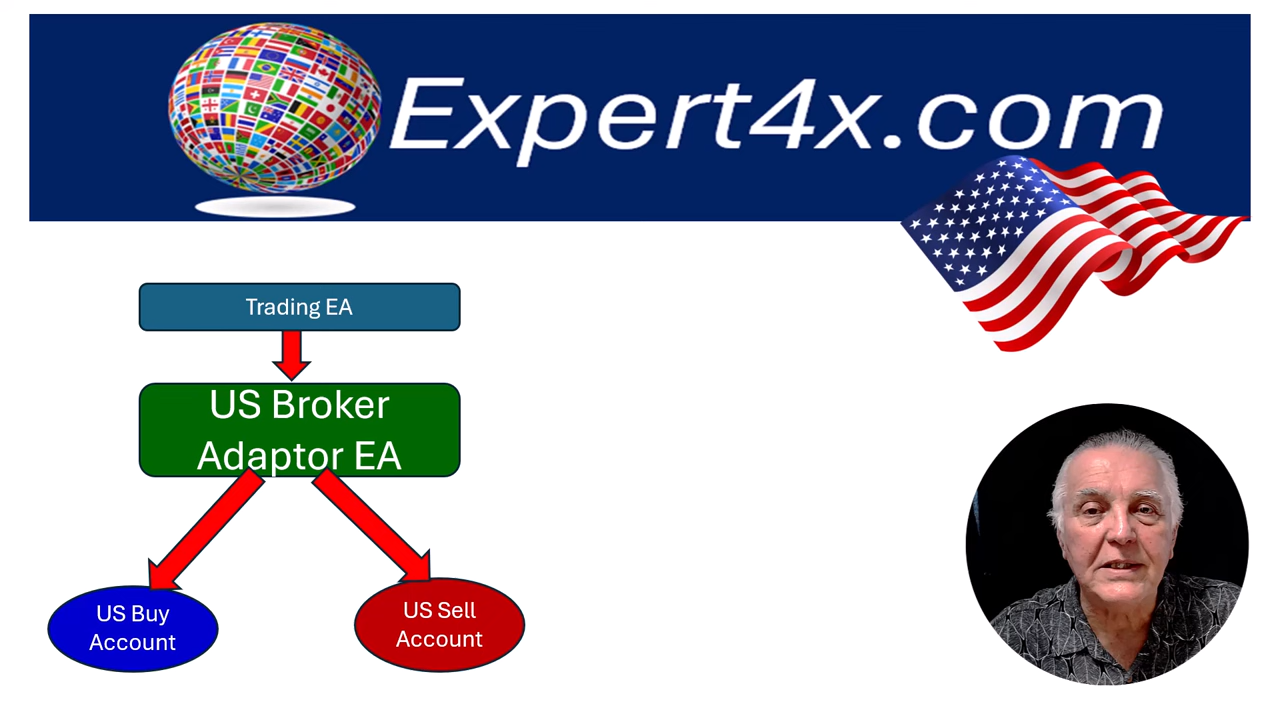 Expert4x.com
Trading EA
US Broker
Adaptor EA
US Buy
Account
US Sell
Account